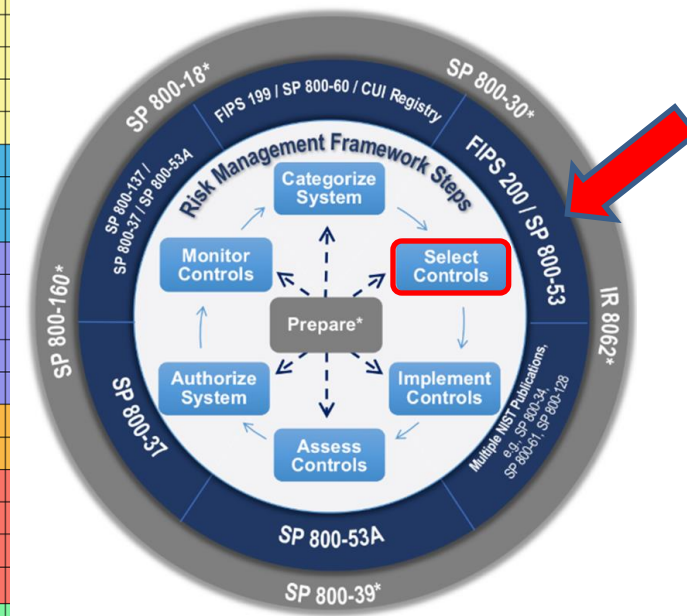 SP 800-18*
SP 800-30*
IR 8062*
SP 800-39*
SP 800-160*
FIPS 199 / SP 800-60 / CUI Registry
FIPS 200 / SP 800-53
Multiple NIST Publications,
e.g., SP 800-34,
SP 800-61, SP 800-128
SP 800-53A
SP 800-37
SP 800-137 /
SP 800-37 / SP 800-53A
Risk Management Framework Steps
Categorize
System
Select
Controls
Implement
Controls
Assess
Controls
Authorize
System
Monitor
Controls
Prepare*